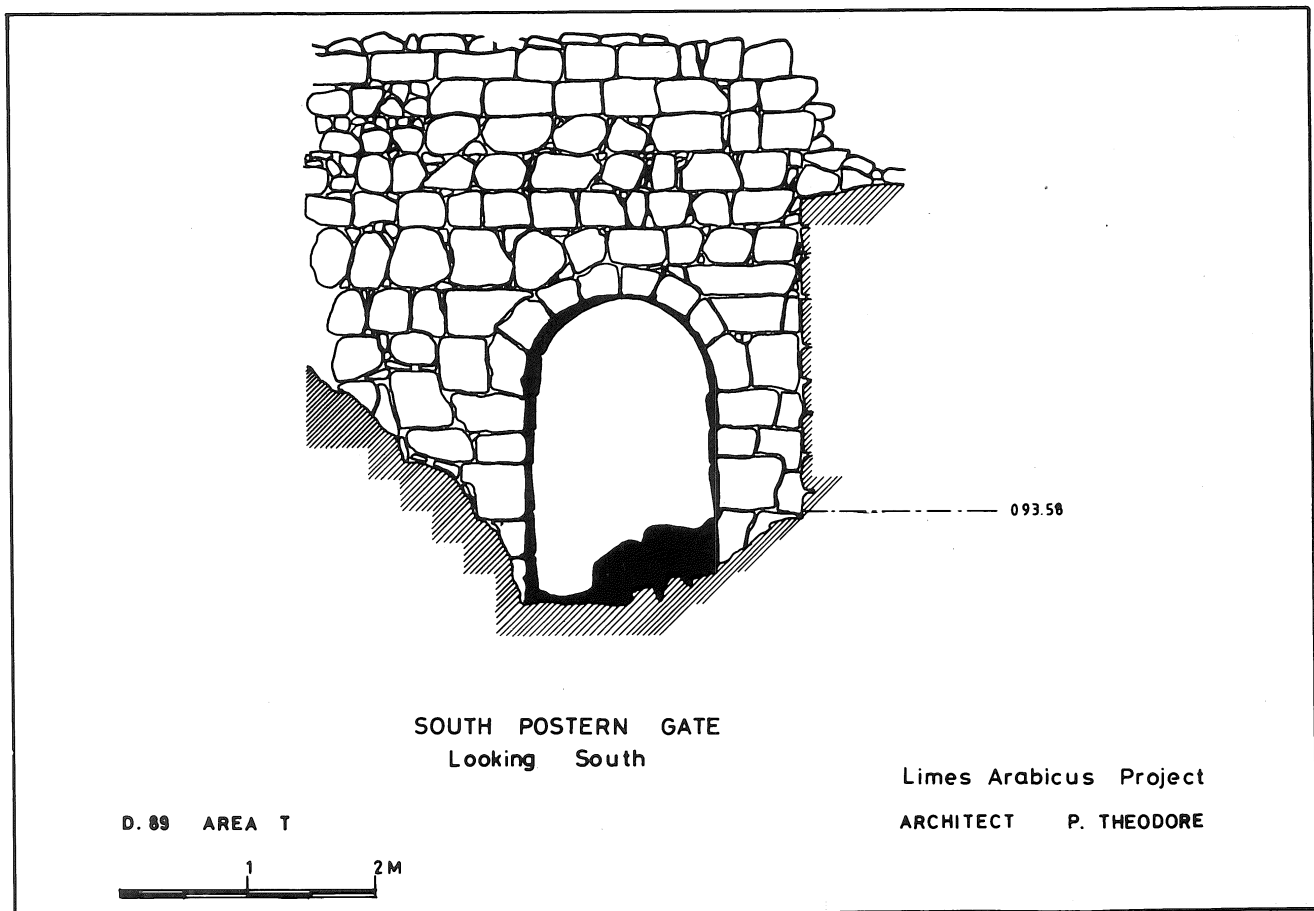 093.58
SOUTH POSTERN GATE
Looking South
Limes Arabicus Project
D. 89 AREA T
ARCHITECT P. THEODORE
1 2 M